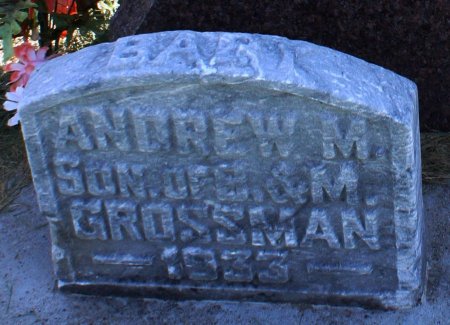 BABY
ANDREW M.
SON. OF G. & M.
GROSSMAN
— 1933 —